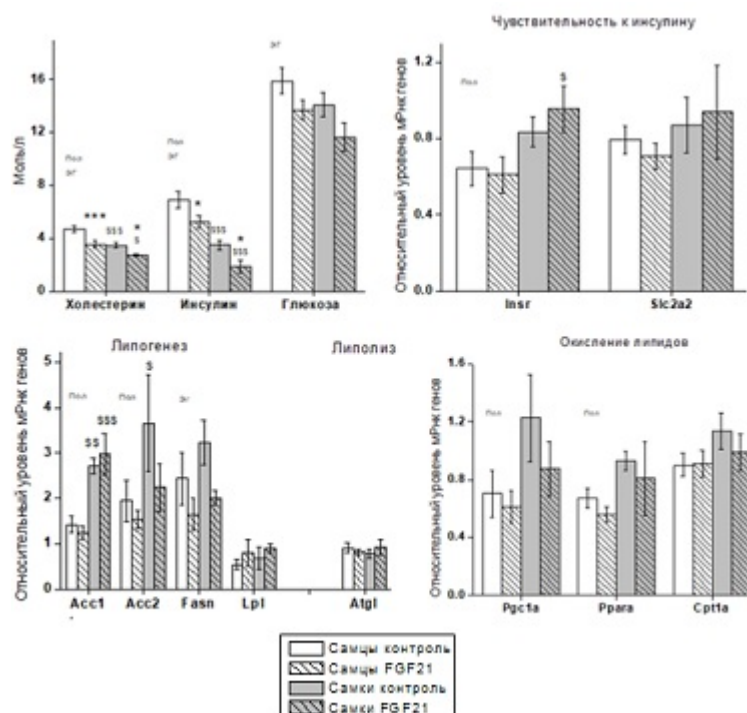 Моль/л
16
12
8
4
0
Пол
эг
Пол
эг
эг
***
$$$
*
$
*
$$$
*
$$$
Холестерин Инсулин Глюкоза
Чувствительность к инсулину
Относительный уровень мРнк генов
1.2
0.8
0.4
0.0
Пол
$
Insr Slc2a2
Липогенез Липолиз
Относительный уровень мРнк генов
5
4
3
2
1
0
Пол
Пол
эг
$$
$$$
$
Acc1 Acc2 Fasn Lpl Atgl
Окисление липидов
Относительный уровень мРнк генов
1.6
1.2
0.8
0.4
0.0
Пол
Пол
Pgc1a Ppara Cpt1a
Самцы контроль
Самцы FGF21
Самки контроль
Самки FGF21